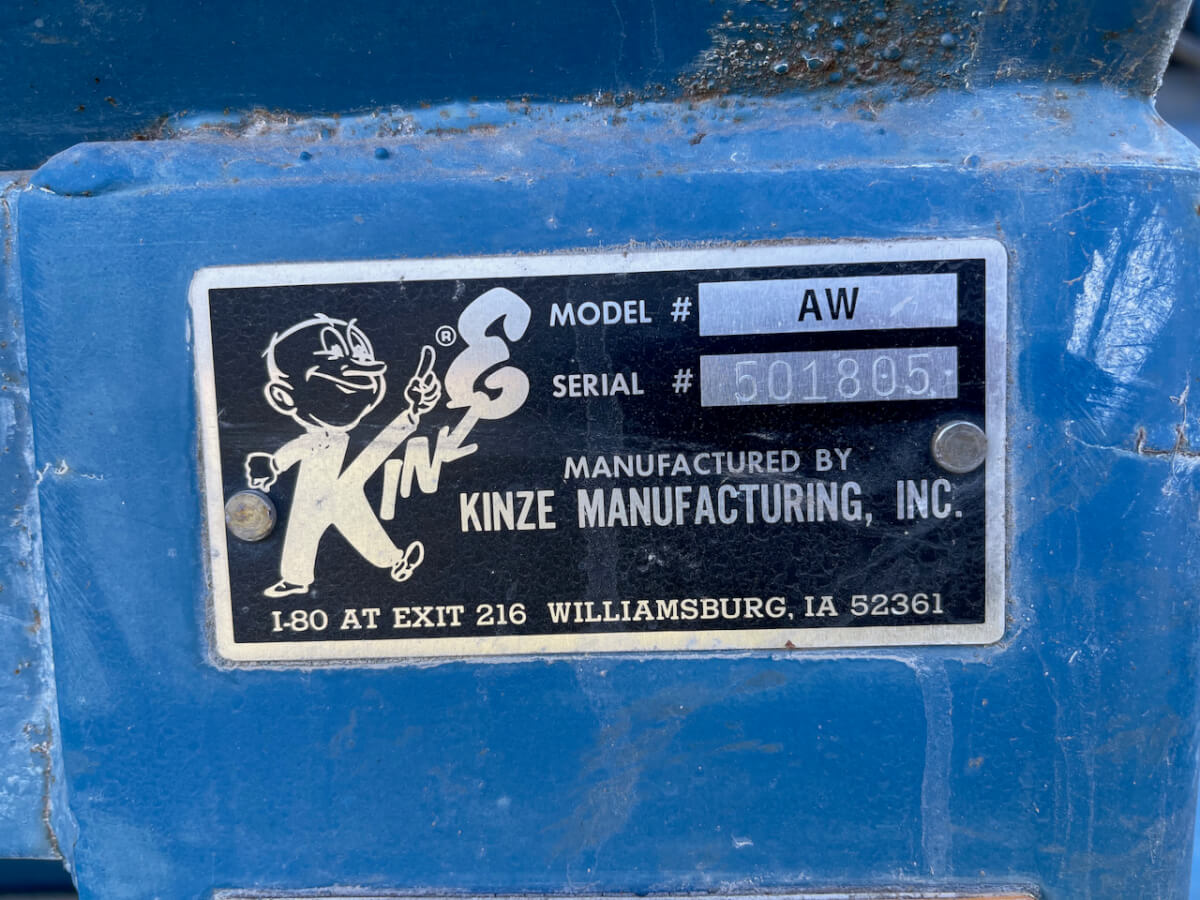 KINZE®
MODEL # AW
SERIAL # 501805
MANUFACTURED BY
KINZE MANUFACTURING, INC.
I-80 AT EXIT 216 WILLIAMSBURG, IA 52361